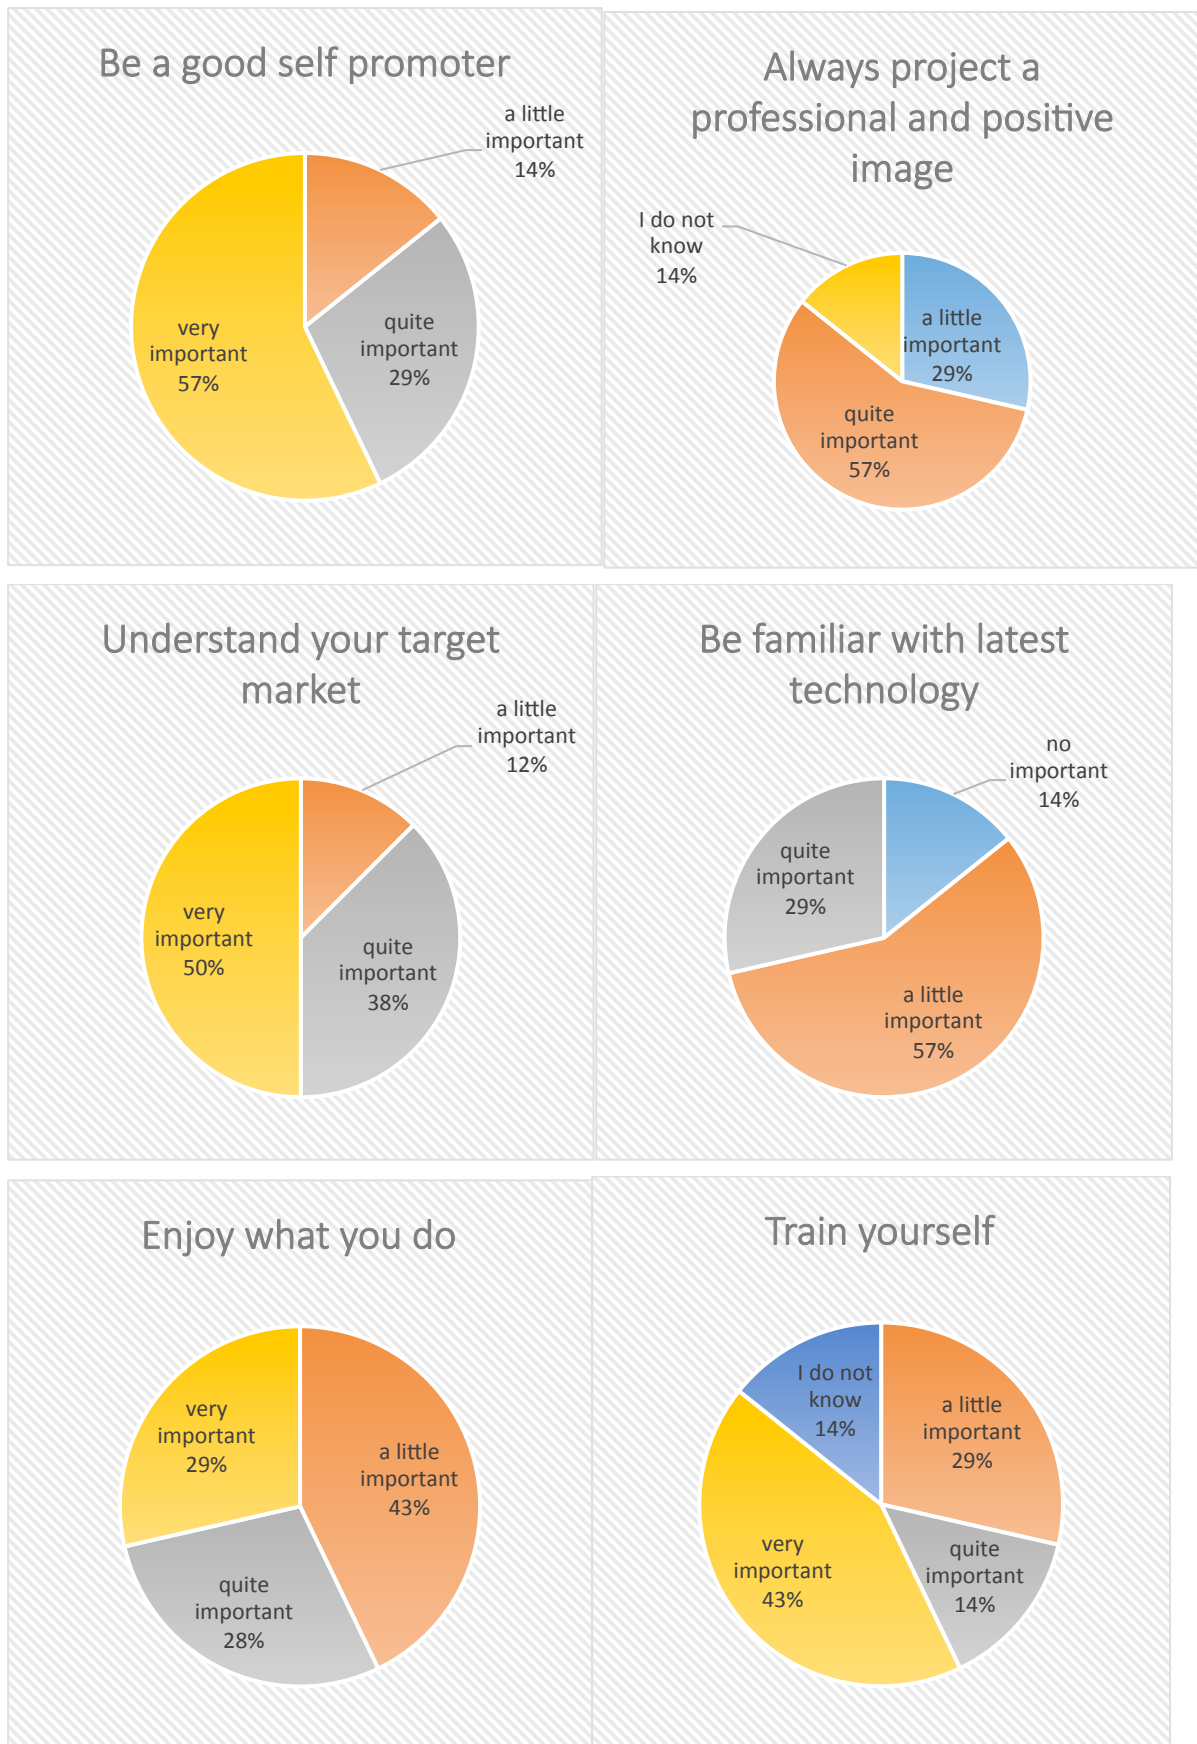 Be a good self promoter
a little
important
14%
very
important
57%
quite
important
29%
Always project a
professional and positive
image
I do not
know
14%
a little
important
29%
quite
important
57%
Understand your target
market
a little
important
12%
very
important
50%
quite
important
38%
Be familiar with latest
technology
no
important
14%
quite
important
29%
a little
important
57%
Enjoy what you do
very
important
29%
a little
important
43%
quite
important
28%
Train yourself
I do not
know
14%
a little
important
29%
very
important
43%
quite
important
14%